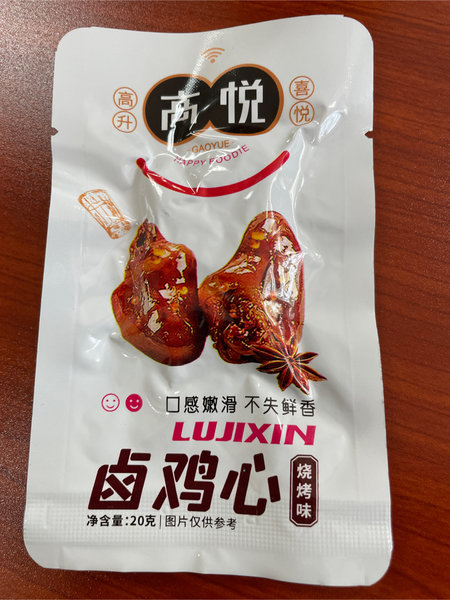 高升
高悦
喜悦
GAOYUE
HAPPY FOODIE
口感嫩滑 不失鲜香
LUJIXIN
卤鸡心
烧烤味
净含量:20克 | 图片仅供参考